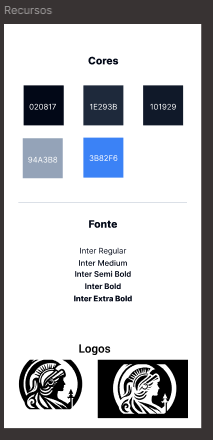 Recursos
Cores
020817 1E293B 101929
94A3B8 3B82F6
Fonte
Inter Regular
Inter Medium
Inter Semi Bold
Inter Bold
Inter Extra Bold
Logos